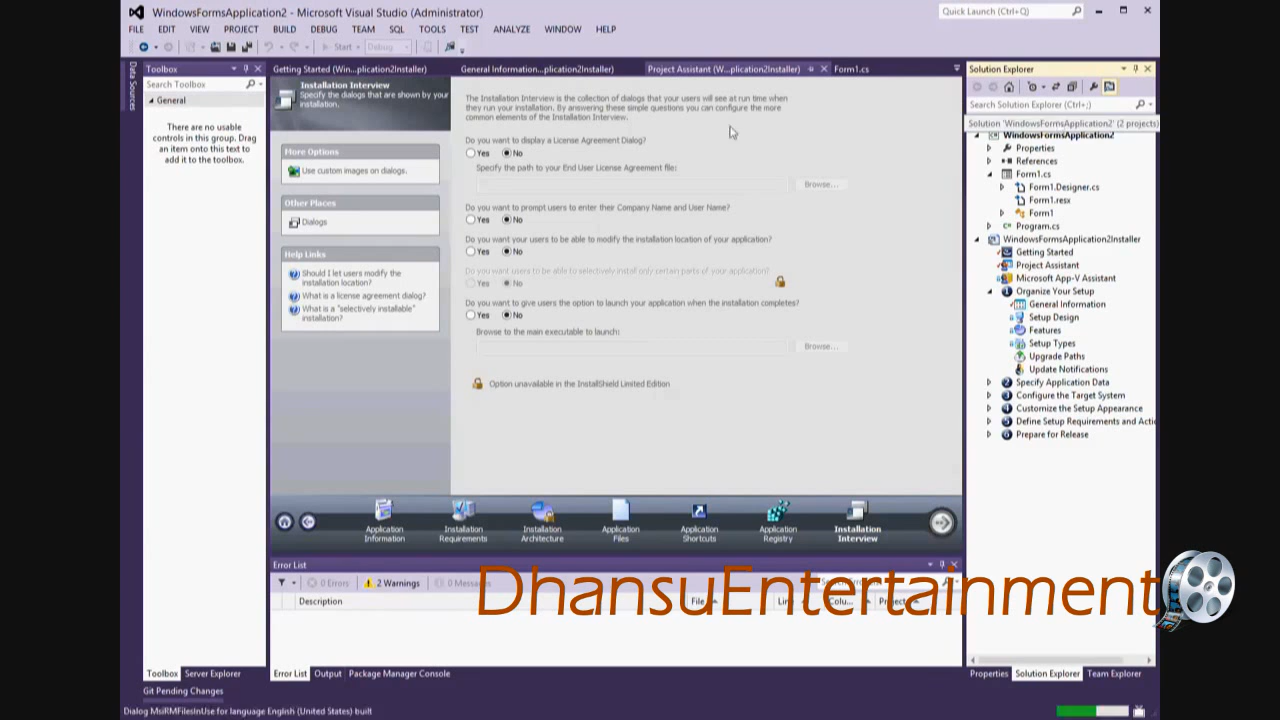 WindowsFormsApplication2 - Microsoft Visual Studio (Administrator)
Quick Launch (Ctrl+Q)
FILE EDIT VIEW PROJECT BUILD DEBUG TEAM SQL TOOLS TEST ANALYZE WINDOW HELP
Start Debug
Data Sources
Toolbox
Search Toolbox
General
There are no usable
controls in this group. Drag
an item onto this text to
add it to the toolbox.
Getting Started (Win...plication2Installer)
General Information...plication2Installer)
Project Assistant (W...plication2Installer)
Form1.cs
Installation Interview
Specify the dialogs that are shown by your
installation.
More Options
Use custom images on dialogs.
Other Places
Dialogs
Help Links
Should I let users modify the
installation location?
What is a license agreement dialog?
What is a "selectively installable"
installation?
The Installation Interview is the collection of dialogs that your users will see at run time when
they run your installation. By answering these simple questions you can configure the more
common elements of the Installation Interview.
Do you want to display a License Agreement Dialog?
Yes No
Specify the path to your End User License Agreement file:
Browse...
Do you want to prompt users to enter their Company Name and User Name?
Yes No
Do you want your users to be able to modify the installation location of your application?
Yes No
Do you want users to be able to selectively install only certain parts of your application?
Yes No
Do you want to give users the option to launch your application when the installation completes?
Yes No
Browse to the main executable to launch:
Browse...
Option unavailable in the InstallShield Limited Edition
Application
Information
Installation
Requirements
Installation
Architecture
Application
Files
Application
Shortcuts
Application
Registry
Installation
Interview
Solution Explorer
Search Solution Explorer (Ctrl+;)
Solution 'WindowsFormsApplication2' (2 projects)
WindowsFormsApplication2
Properties
References
Form1.cs
Form1.Designer.cs
Form1.resx
Form1
Program.cs
WindowsFormsApplication2Installer
Getting Started
Project Assistant
Microsoft App-V Assistant
Organize Your Setup
General Information
Setup Design
Features
Setup Types
Upgrade Paths
Update Notifications
Specify Application Data
Configure the Target System
Customize the Setup Appearance
Define Setup Requirements and Actio
Prepare for Release
Error List
0 Errors 2 Warnings 0 Messages
Description File Line Colu... Project
DhansuEntertainment
Toolbox Server Explorer
Error List Output Package Manager Console
Properties Solution Explorer Team Explorer
Git Pending Changes
Dialog MsiRMFilesInUse for language English (United States) built